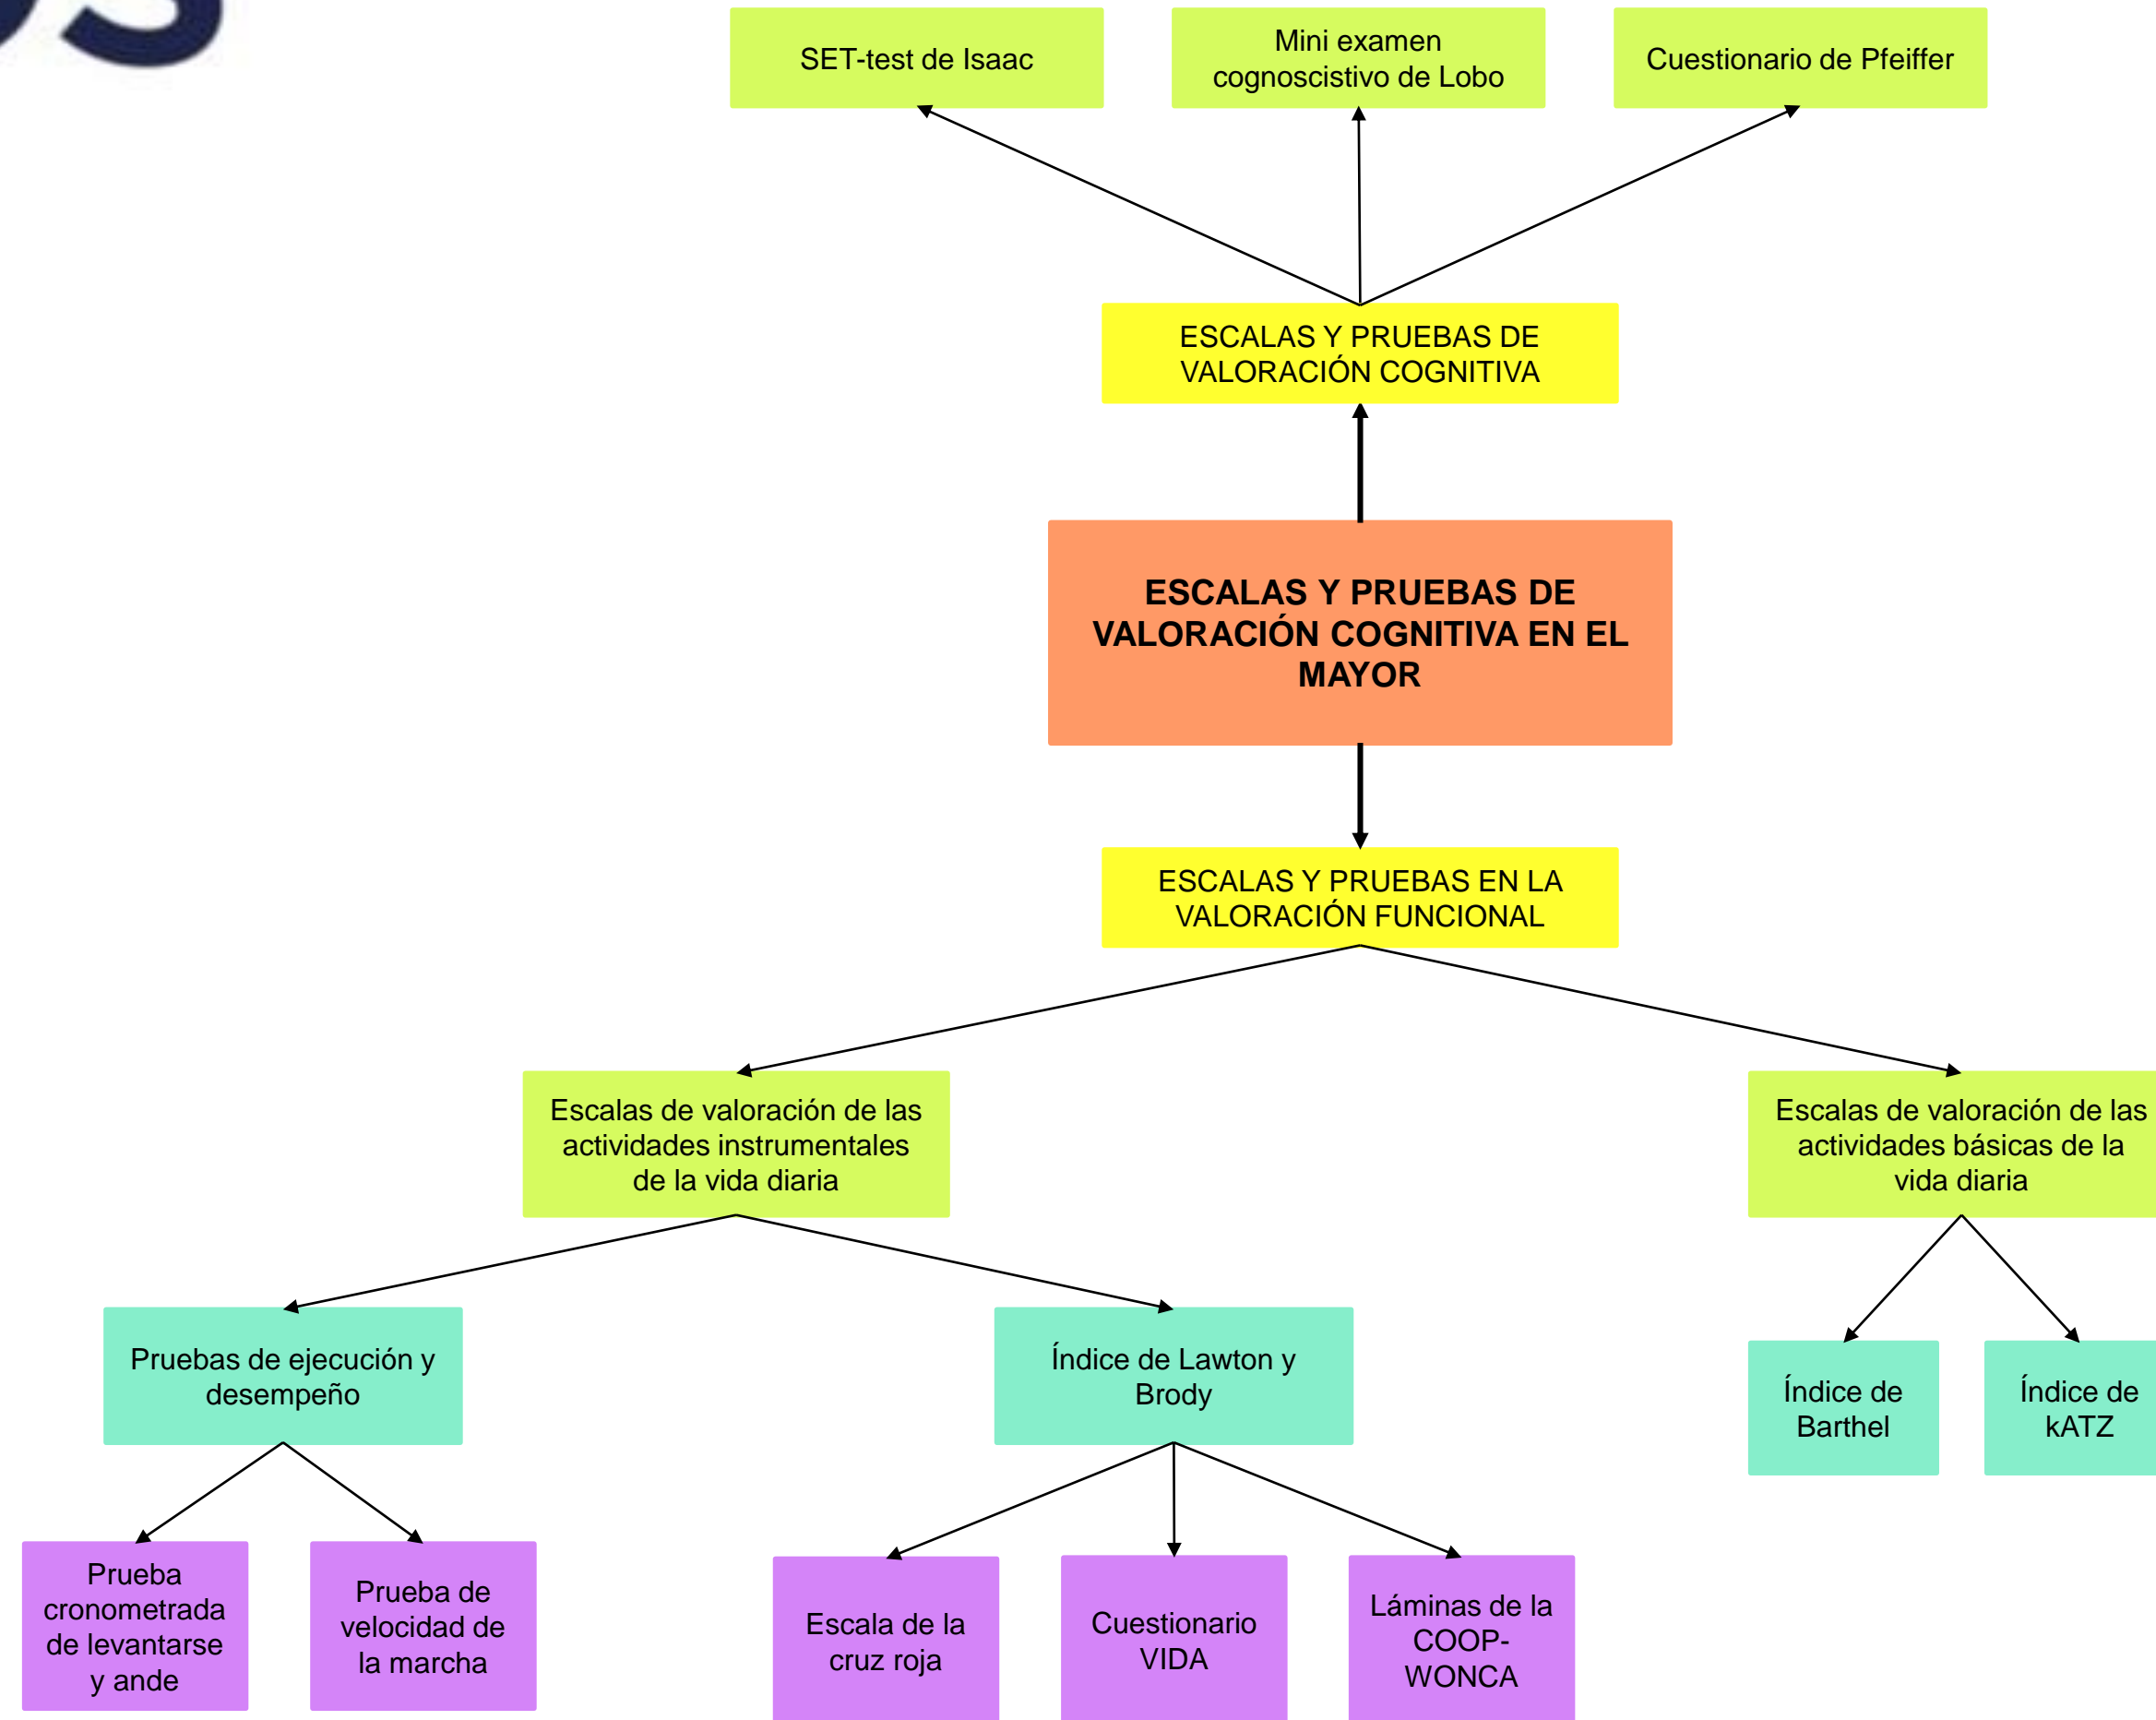 SET-test de Isaac
Mini examen
cognoscistivo de Lobo
Cuestionario de Pfeiffer
ESCALAS Y PRUEBAS DE
VALORACIÓN COGNITIVA
ESCALAS Y PRUEBAS DE
VALORACIÓN COGNITIVA EN EL
MAYOR
ESCALAS Y PRUEBAS EN LA
VALORACIÓN FUNCIONAL
Escalas de valoración de las
actividades instrumentales
de la vida diaria
Escalas de valoración de las
actividades básicas de la
vida diaria
Pruebas de ejecución y
desempeño
Índice de Lawton y
Brody
Índice de
Barthel
Índice de
kATZ
Prueba
cronometrada
de levantarse
y ande
Prueba de
velocidad de
la marcha
Escala de la
cruz roja
Cuestionario
VIDA
Láminas de la
COOP-
WONCA